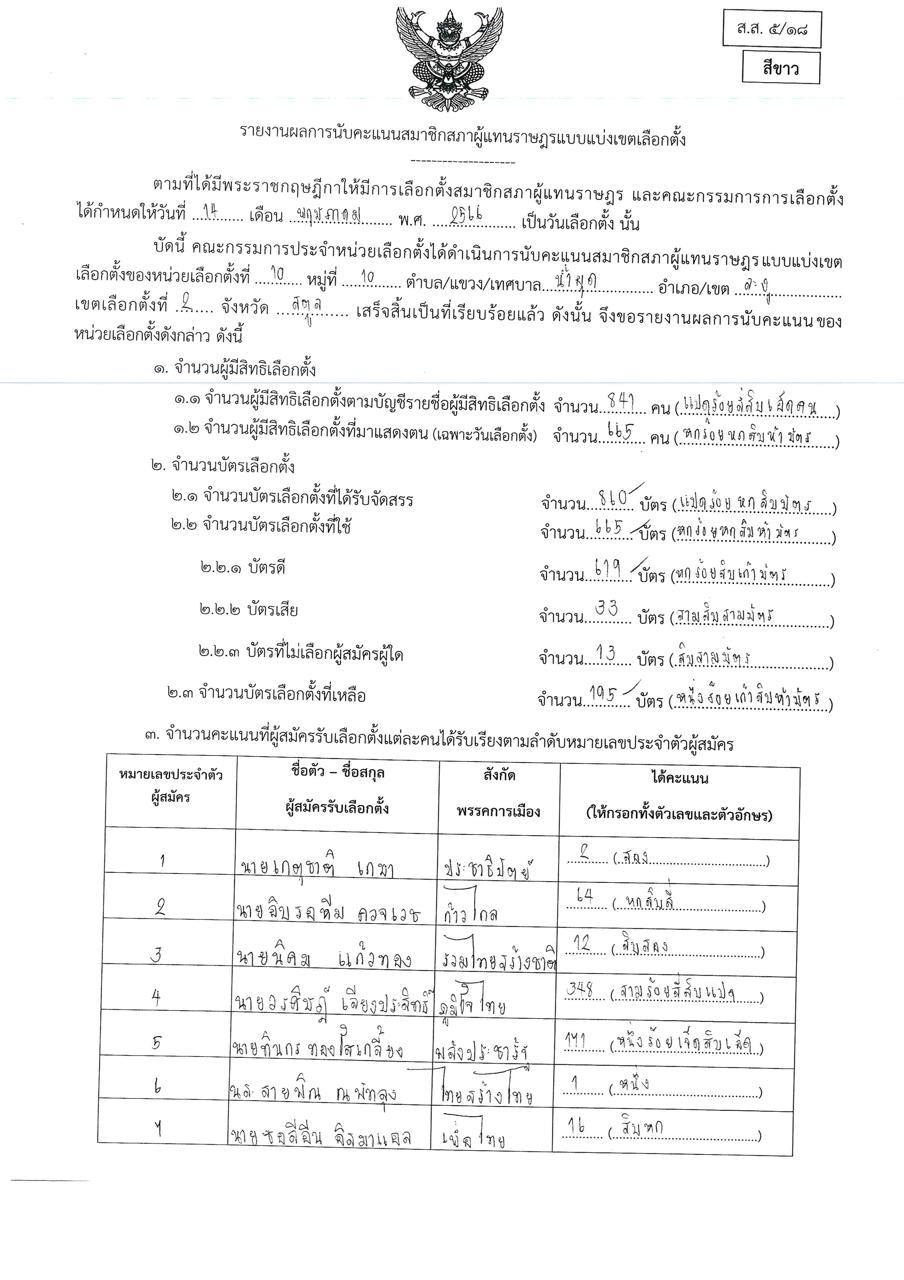 ส.ส. ๕/๑๘
สีขาว
รายงานผลการนับคะแนนสมาชิกสภาผู้แทนราษฎรแบบแบ่งเขตเลือกตั้ง
--------------------
ตามที่ได้มีพระราชกฤษฎีกาให้มีการเลือกตั้งสมาชิกสภาผู้แทนราษฎร และคณะกรรมการการเลือกตั้ง
ได้กำหนดให้วันที่ 14 เดือน พฤษภาคม พ.ศ. 2566 เป็นวันเลือกตั้ง นั้น
บัดนี้ คณะกรรมการประจำหน่วยเลือกตั้งได้ดำเนินการนับคะแนนสมาชิกสภาผู้แทนราษฎรแบบแบ่งเขต
เลือกตั้งของหน่วยเลือกตั้งที่ 10 หมู่ที่ 10 ตำบล/แขวง/เทศบาล น้ำผุด อำเภอ/เขต ละงู
เขตเลือกตั้งที่ 2 จังหวัด สตูล เสร็จสิ้นเป็นที่เรียบร้อยแล้ว ดังนั้น จึงขอรายงานผลการนับคะแนนของ
หน่วยเลือกตั้งดังกล่าว ดังนี้
๑. จำนวนผู้มีสิทธิเลือกตั้ง
๑.๑ จำนวนผู้มีสิทธิเลือกตั้งตามบัญชีรายชื่อผู้มีสิทธิเลือกตั้ง จำนวน 841 คน (แปดร้อยสี่สิบเอ็ดคน)
๑.๒ จำนวนผู้มีสิทธิเลือกตั้งที่มาแสดงตน (เฉพาะวันเลือกตั้ง) จำนวน 665 คน (หกร้อยหกสิบห้าบัตร)
๒. จำนวนบัตรเลือกตั้ง
๒.๑ จำนวนบัตรเลือกตั้งที่ได้รับจัดสรร จำนวน 860 บัตร (แปดร้อยหกสิบบัตร)
๒.๒ จำนวนบัตรเลือกตั้งที่ใช้ จำนวน 665 บัตร (หกร้อยหกสิบห้าบัตร)
๒.๒.๑ บัตรดี จำนวน 619 บัตร (หกร้อยสิบเก้าบัตร)
๒.๒.๒ บัตรเสีย จำนวน 33 บัตร (สามสิบสามบัตร)
๒.๒.๓ บัตรที่ไม่เลือกผู้สมัครผู้ใด จำนวน 13 บัตร (สิบสามบัตร)
๒.๓ จำนวนบัตรเลือกตั้งที่เหลือ จำนวน 195 บัตร (หนึ่งร้อยเก้าสิบห้าบัตร)
๓. จำนวนคะแนนที่ผู้สมัครรับเลือกตั้งแต่ละคนได้รับเรียงตามลำดับหมายเลขประจำตัวผู้สมัคร
หมายเลขประจำตัว ชื่อตัว – ชื่อสกุล สังกัด ได้คะแนน
ผู้สมัคร ผู้สมัครรับเลือกตั้ง พรรคการเมือง (ให้กรอกทั้งตัวเลขและตัวอักษร)
1 นายเกตุชาติ เกษา ประชาธิปัตย์ 2 (สอง)
2 นายอิบรอหีม ควจเวช ก้าวไกล 64 (หกสิบสี่)
3 นายนิคม แก้วทอง รวมไทยสร้างชาติ 12 (สิบสอง)
4 นายวรศิษฎ์ เลียงประสิทธิ์ ภูมิใจไทย 348 (สามร้อยสี่สิบแปด)
5 นายทินกร ทองใสเกลี้ยง พลังประชารัฐ 171 (หนึ่งร้อยเจ็ดสิบเอ็ด)
6 นส. สายพิณ ณ พัทลุง ไทยสร้างไทย 1 (หนึ่ง)
7 นายซอลีฮีน อิสมาแอล เพื่อไทย 16 (สิบหก)